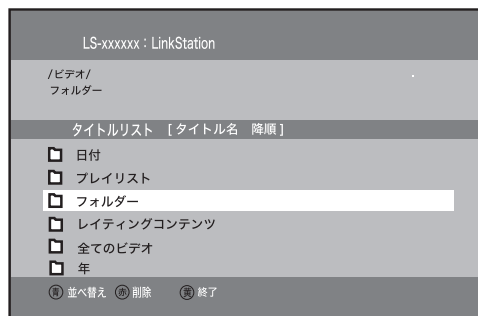 LS-xxxxxx：LinkStation
/ビデオ/
フォルダー
タイトルリスト [タイトル名 降順]
日付
プレイリスト
フォルダー
レイティングコンテンツ
全てのビデオ
年
青 並べ替え 赤 削除 黄 終了